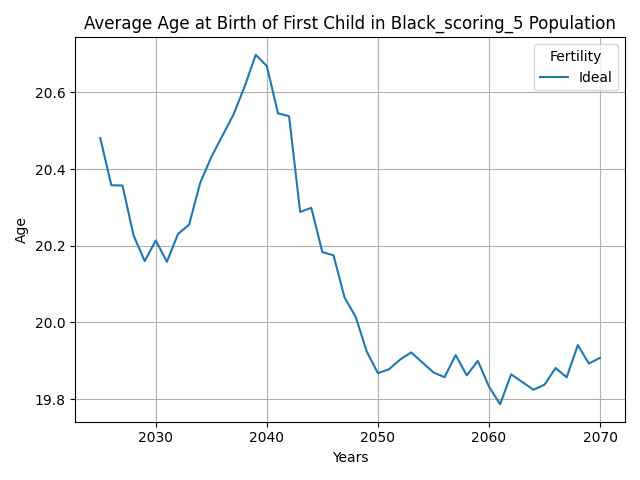 Average Age at Birth of First Child in Black_scoring_5 Population
Fertility
Ideal
20.6
20.4
20.2
20.0
19.8
Age
2030
2040
2050
2060
2070
Years